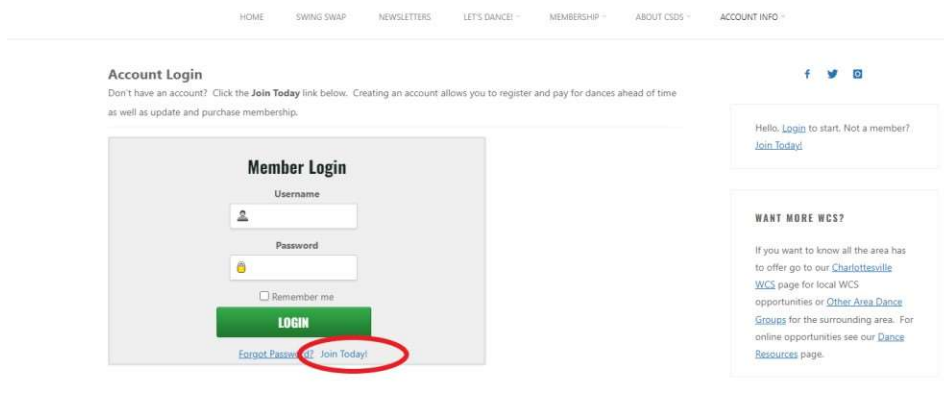 HOME SWING SWAP NEWSLETTERS LET'S DANCE! MEMBERSHIP ABOUT CSDS ACCOUNT INFO
Account Login
Don't have an account? Click the Join Today link below. Creating an account allows you to register and pay for dances ahead of time
as well as update and purchase membership.
Member Login
Username
Password
Remember me
LOGIN
Forgot Password? Join Today!
Hello. Login to start. Not a member?
Join Today!
WANT MORE WCS?
If you want to know all the area has
to offer go to our Charlottesville
WCS page for local WCS
opportunities or Other Area Dance
Groups for the surrounding area. For
online opportunities see our Dance
Resources page.